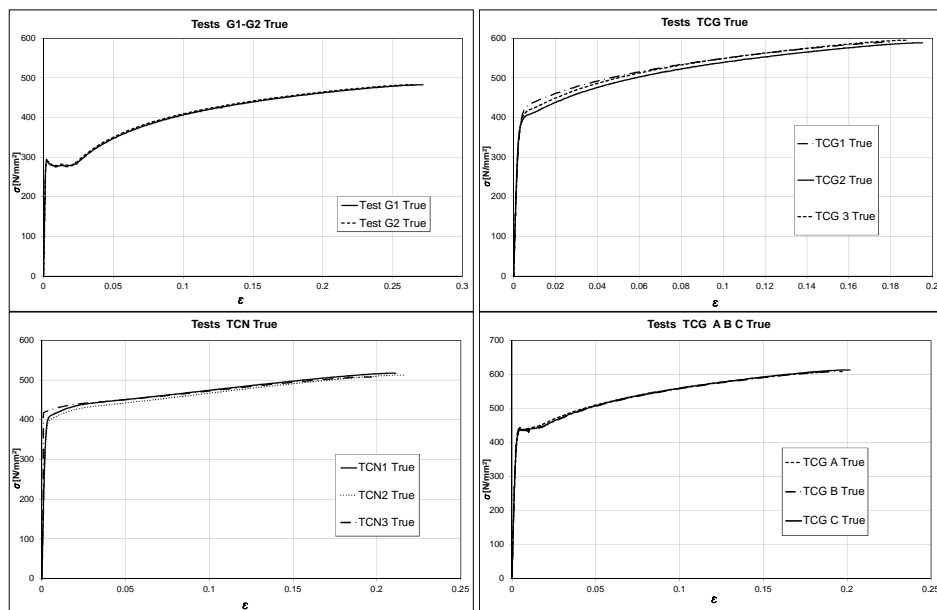 Tests G1-G2 True
600
500
400
300
200
100
0
σ[N/mm²]
0
0.05
0.1
0.15
0.2
0.25
0.3
ε
Test G1 True
Test G2 True
Tests TCG True
600
500
400
300
200
100
0
σ[N/mm²]
0
0.02
0.04
0.06
0.08
0.1
0.12
0.14
0.16
0.18
0.2
ε
TCG1 True
TCG2 True
TCG 3 True
Tests TCN True
600
500
400
300
200
100
0
σ[N/mm²]
0
0.05
0.1
0.15
0.2
0.25
ε
TCN1 True
TCN2 True
TCN3 True
Tests TCG A B C True
700
600
500
400
300
200
100
0
σ[N/mm²]
0
0.05
0.1
0.15
0.2
0.25
ε
TCG A True
TCG B True
TCG C True